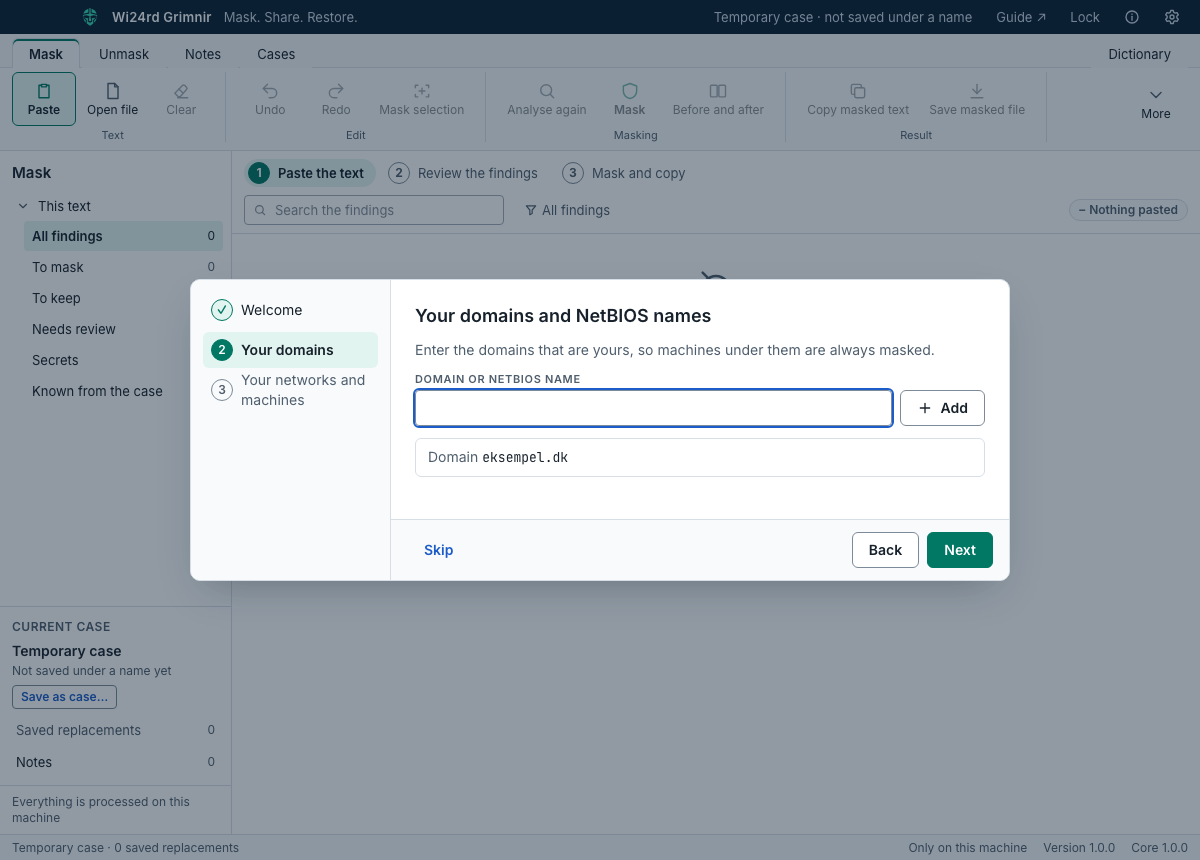 Wi24rd Grimnir Mask. Share. Restore.
Temporary case · not saved under a name Guide ↗ Lock
Mask Unmask Notes Cases Dictionary
Paste Open file Clear Undo Redo Mask selection Analyse again Mask Before and after Copy masked text Save masked file More
Text Edit Masking Result
Mask
This text
All findings 0
To mask 0
To keep
Needs review
Secrets
Known from the case
1 Paste the text 2 Review the findings 3 Mask and copy
Search the findings All findings – Nothing pasted
Welcome
2 Your domains
3 Your networks and
machines
Your domains and NetBIOS names
Enter the domains that are yours, so machines under them are always masked.
DOMAIN OR NETBIOS NAME
+ Add
Domain eksempel.dk
Skip Back Next
CURRENT CASE
Temporary case
Not saved under a name yet
Save as case...
Saved replacements 0
Notes 0
Everything is processed on this
machine
Temporary case · 0 saved replacements Only on this machine Version 1.0.0 Core 1.0.0